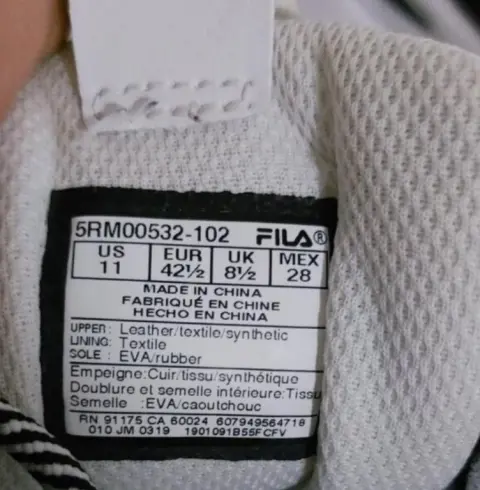 5RM00532-102 FILA®
US EUR UK MEX
11 42½ 8½ 28
MADE IN CHINA
FABRIQUÉ EN CHINE
HECHO EN CHINA
UPPER: Leather/textile/synthetic
LINING: Textile
SOLE : EVA/rubber
Empeigne:Cuir/tissu/synthétique
Doublure et semelle intérieure:Tissu
Semelle :EVA/caoutchouc
RN 91175 CA 60024 607949564718
010 JM 0319 1901091B55FCFV